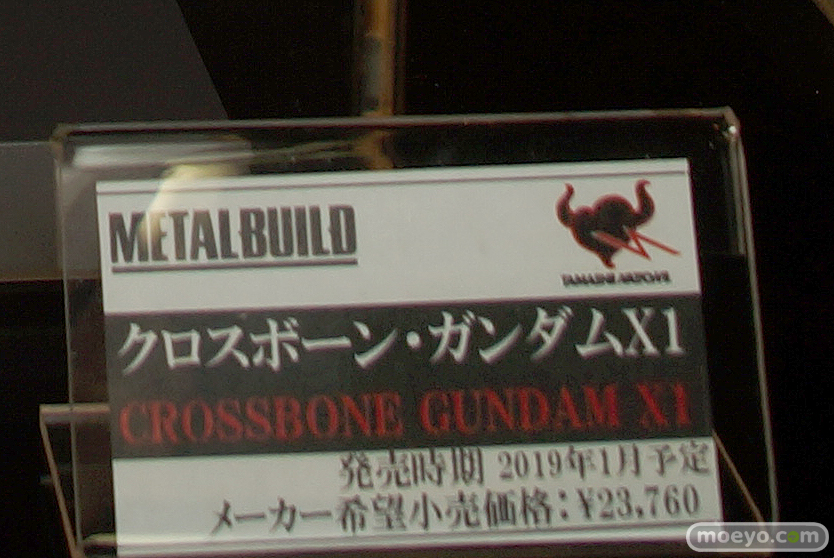 METAL BUILD
TAMASHII NATIONS
クロスボーン・ガンダムX1
CROSSBONE GUNDAM X1
発売時期 2019年1月予定
メーカー希望小売価格：¥23,760
moeyo.com